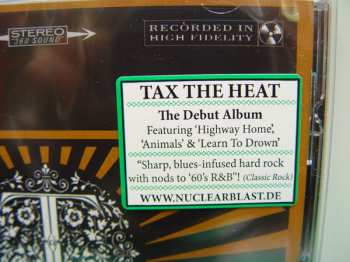 STEREO
"360 SOUND"
RECORDED IN
HIGH FIDELITY
TAX THE HEAT
The Debut Album
Featuring 'Highway Home',
'Animals' & 'Learn To Drown'
"Sharp, blues-infused hard rock
with nods to '60's R&B"! (Classic Rock)
WWW.NUCLEARBLAST.DE
T